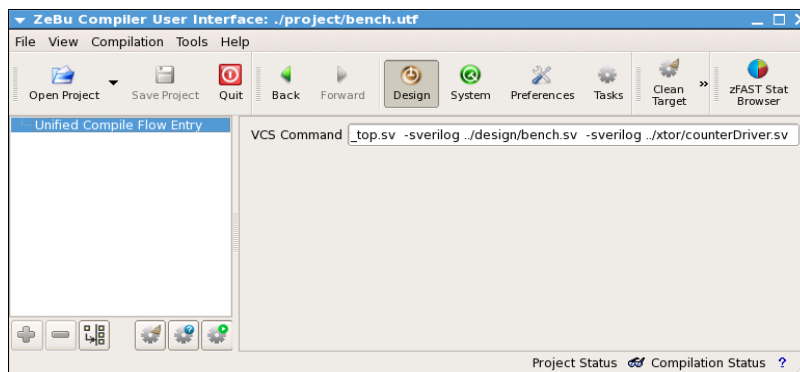 ZeBu Compiler User Interface: ./project/bench.utf
File View Compilation Tools Help
Open Project Save Project Quit Back Forward Design System Preferences Tasks Clean Target » zFAST Stat Browser
Unified Compile Flow Entry
VCS Command _top.sv -sverilog ../design/bench.sv -sverilog ../xtor/counterDriver.sv
Project Status Compilation Status ?